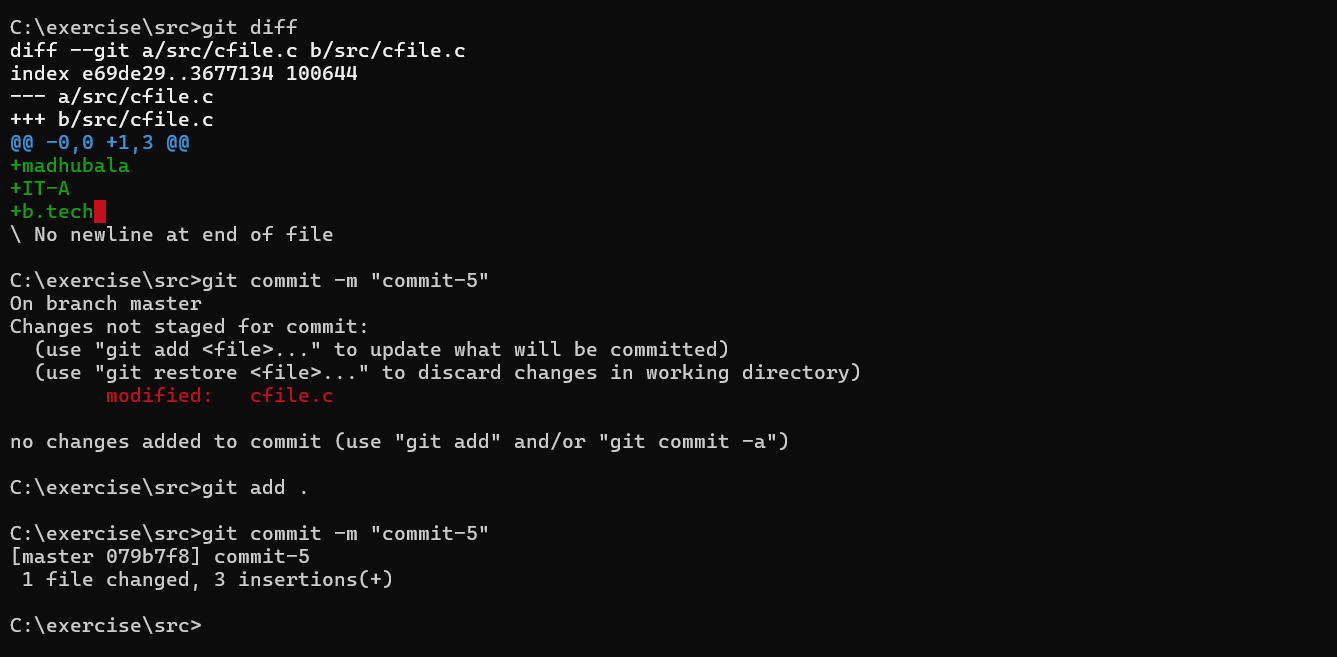 C:\exercise\src>git diff
diff --git a/src/cfile.c b/src/cfile.c
index e69de29..3677134 100644
--- a/src/cfile.c
+++ b/src/cfile.c
@@ -0,0 +1,3 @@
+madhubala
+IT-A
+b.tech
\ No newline at end of file
C:\exercise\src>git commit -m "commit-5"
On branch master
Changes not staged for commit:
  (use "git add <file>..." to update what will be committed)
  (use "git restore <file>..." to discard changes in working directory)
        modified:   cfile.c
no changes added to commit (use "git add" and/or "git commit -a")
C:\exercise\src>git add .
C:\exercise\src>git commit -m "commit-5"
[master 079b7f8] commit-5
 1 file changed, 3 insertions(+)
C:\exercise\src>